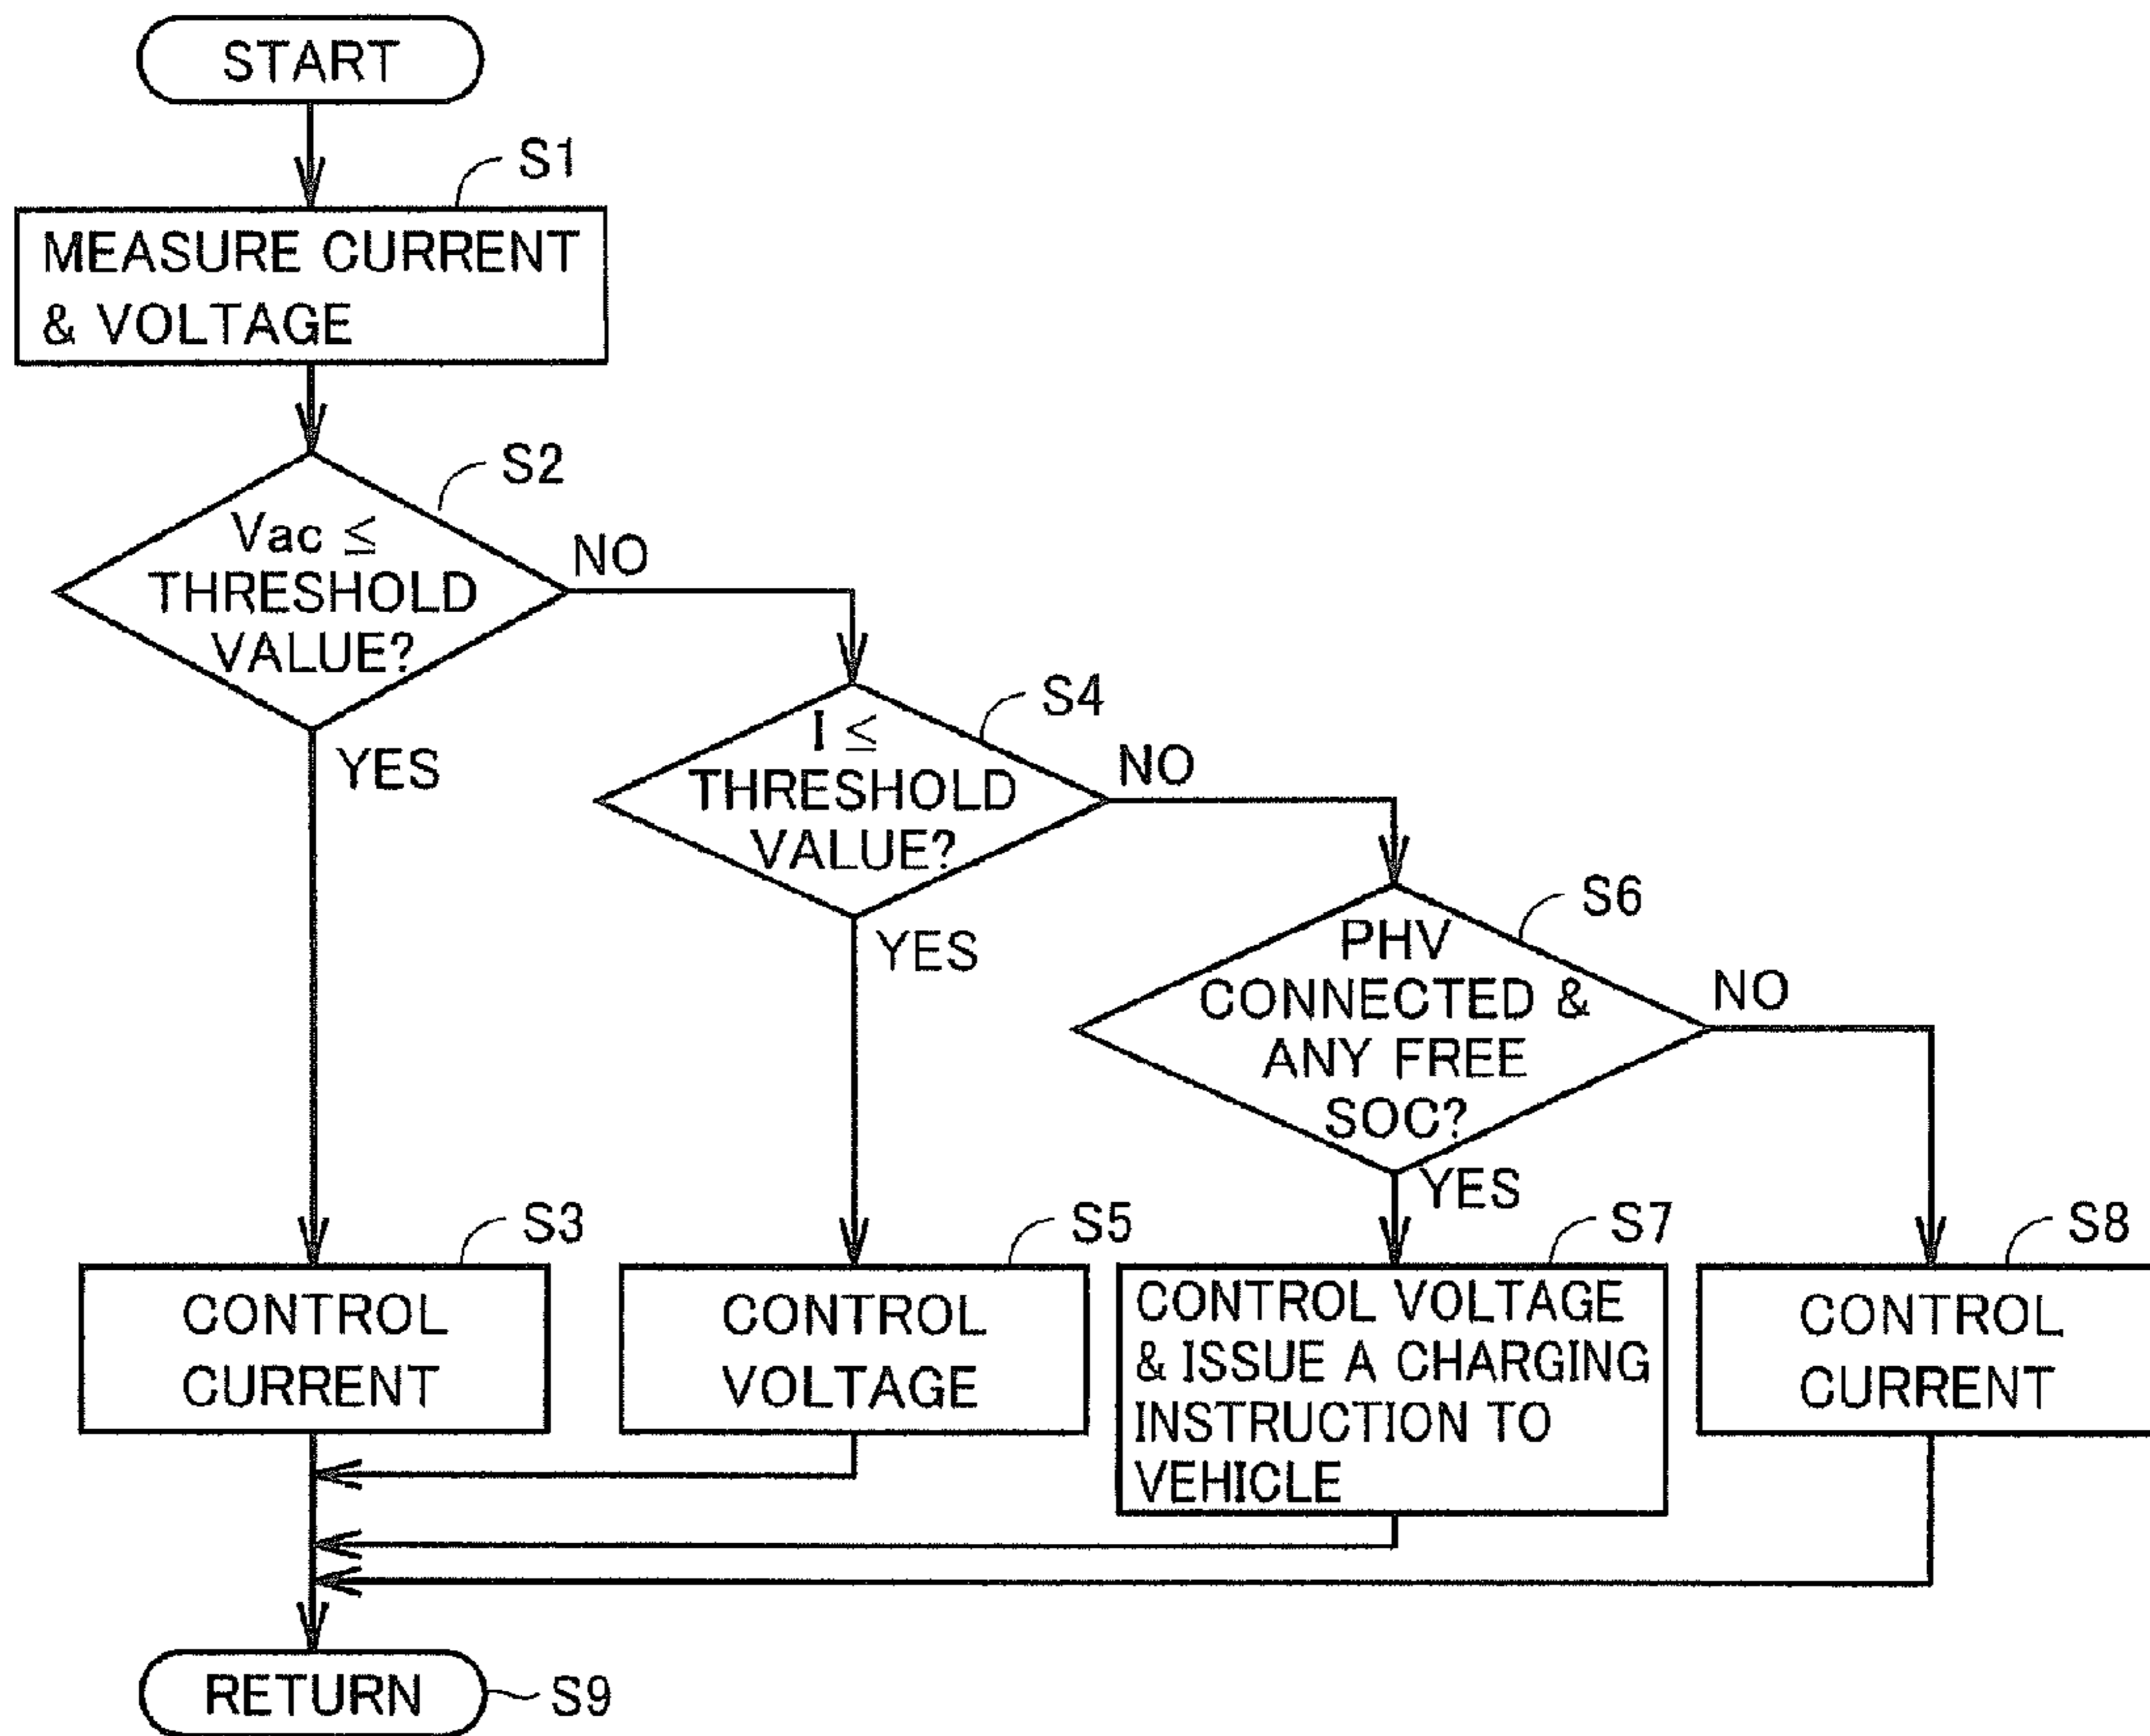 START
S1
MEASURE CURRENT
& VOLTAGE
S2
Vac ≤
THRESHOLD
VALUE?
NO
YES
S4
I ≤
THRESHOLD
VALUE?
NO
YES
S6
PHV
CONNECTED &
ANY FREE
SOC?
NO
YES
S3
CONTROL
CURRENT
S5
CONTROL
VOLTAGE
S7
CONTROL VOLTAGE
& ISSUE A CHARGING
INSTRUCTION TO
VEHICLE
S8
CONTROL
CURRENT
RETURN
S9